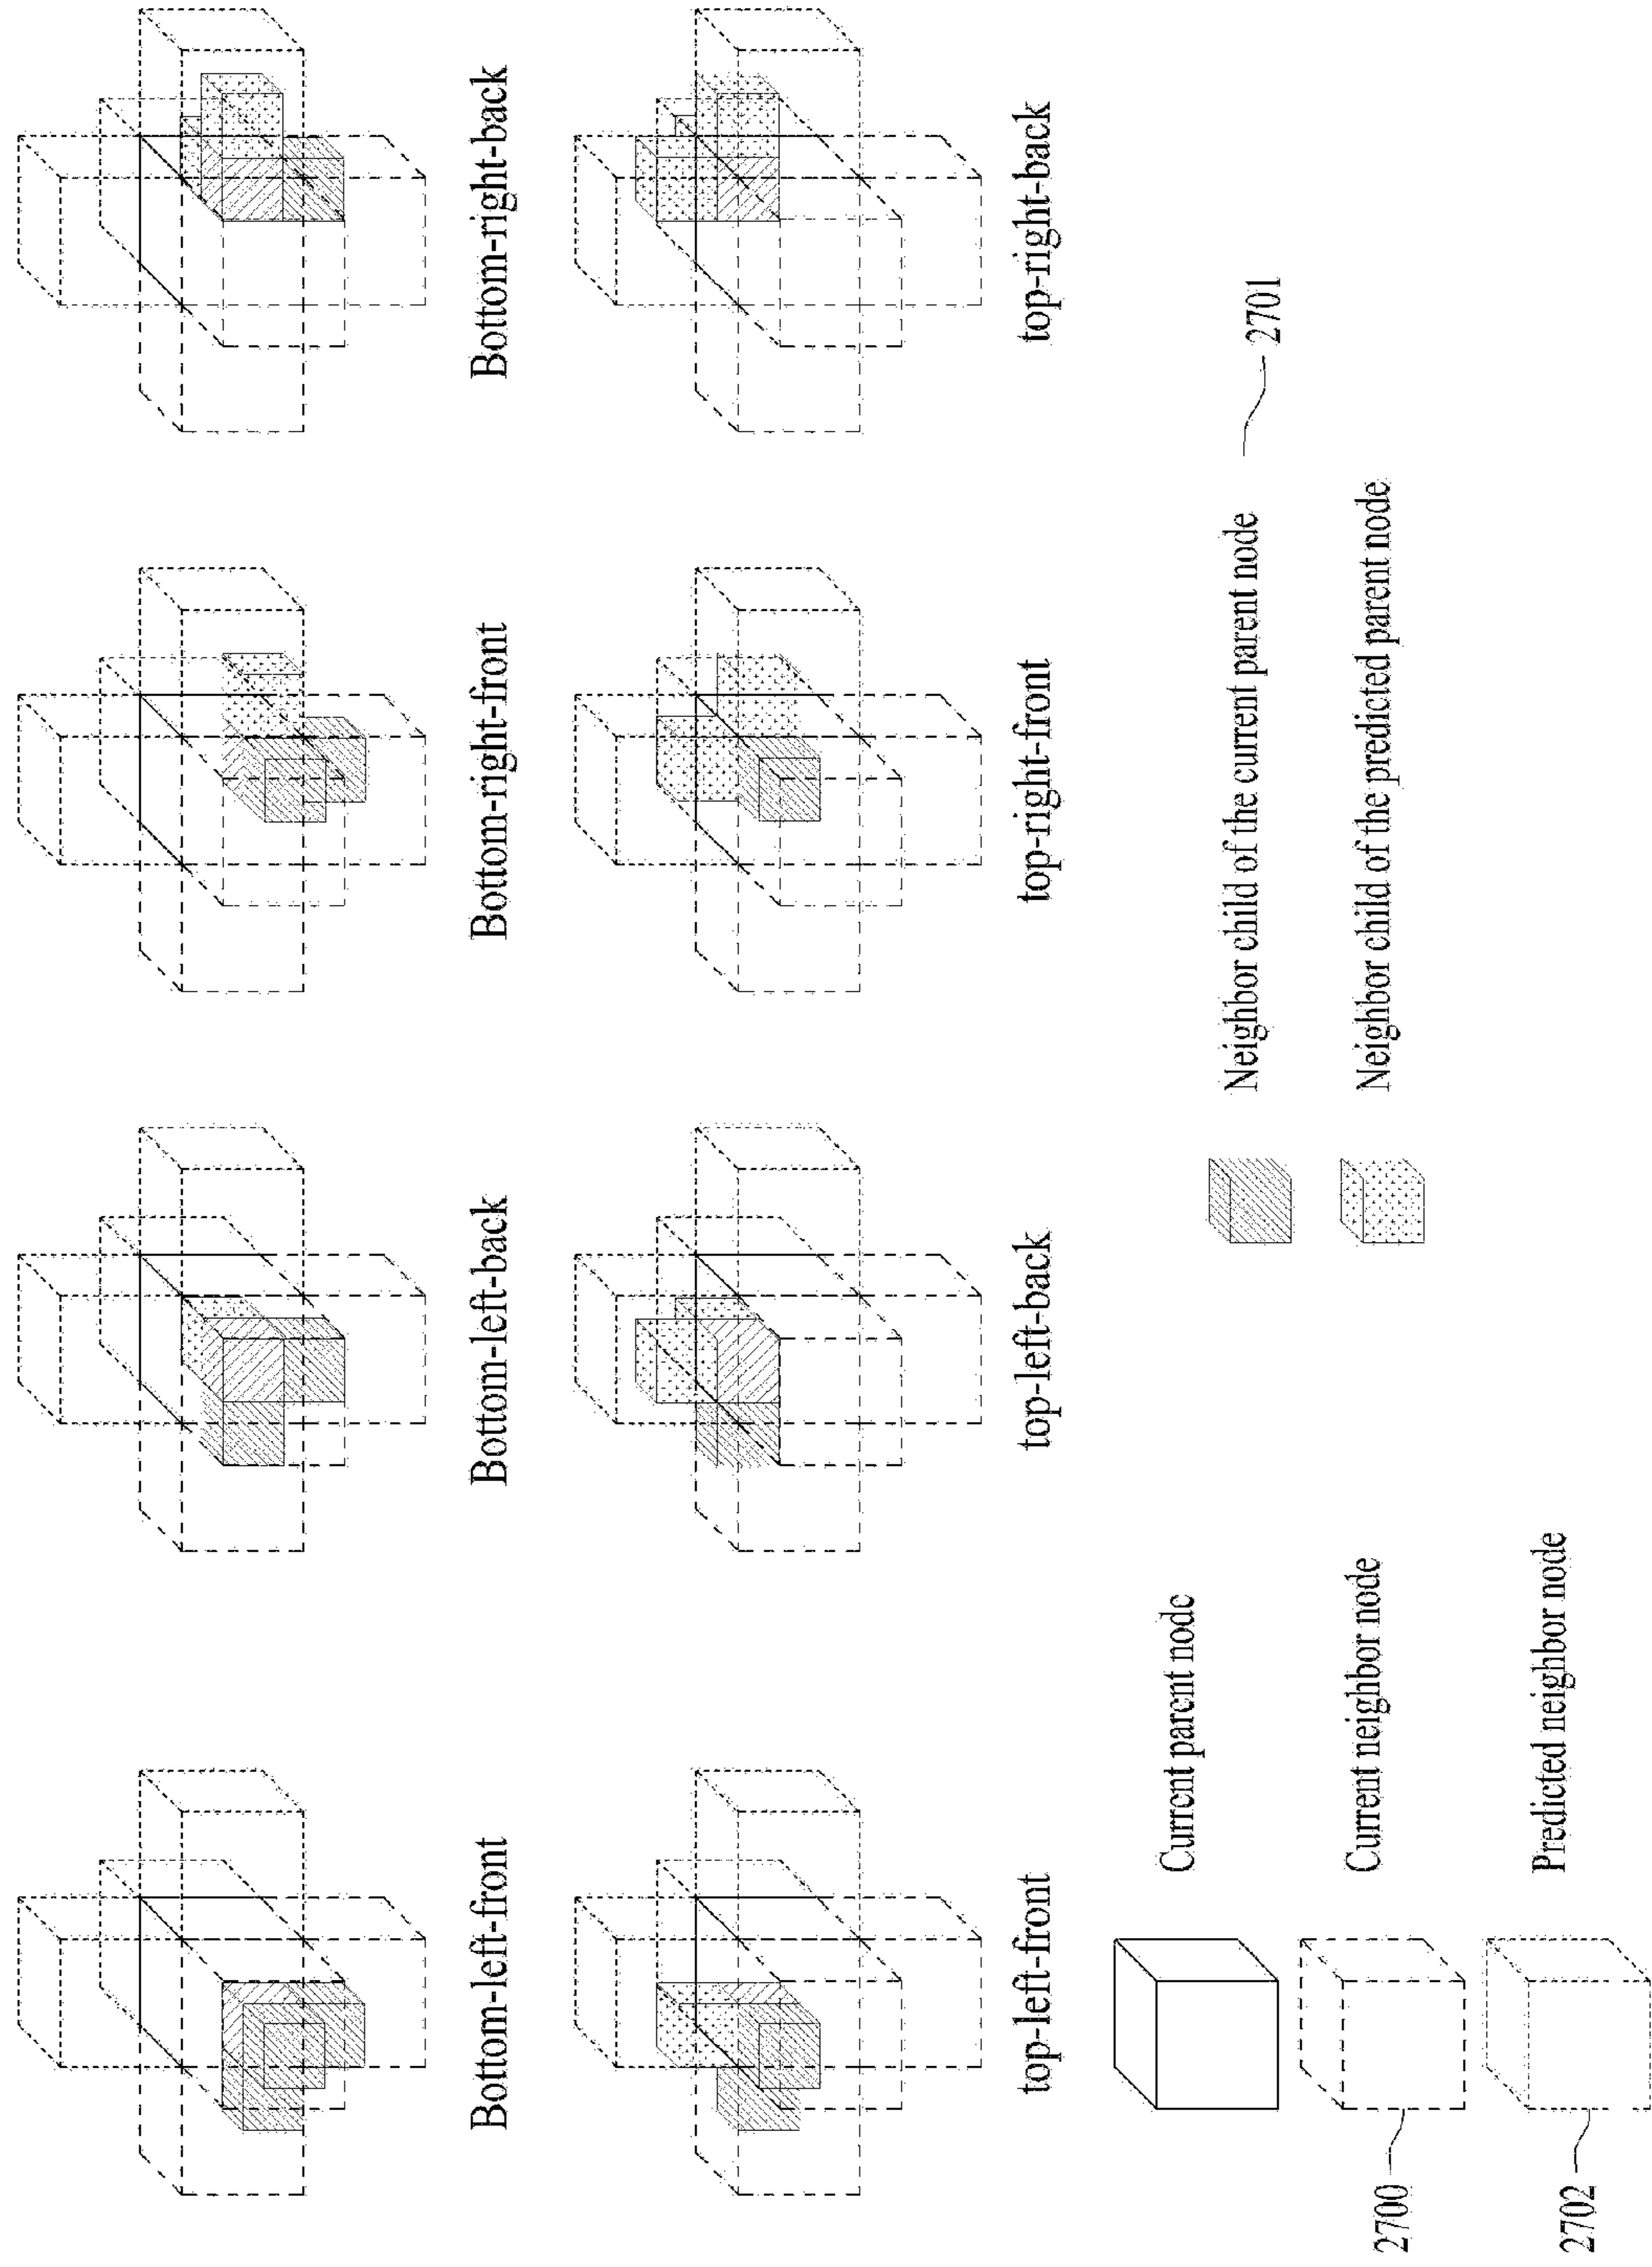 Bottom-left-front
Bottom-left-back
Bottom-right-front
Bottom-right-back
top-left-front
top-left-back
top-right-front
top-right-back
Current parent node
2700
Current neighbor node
2702
Predicted neighbor node
Neighbor child of the current parent node
2701
Neighbor child of the predicted parent node